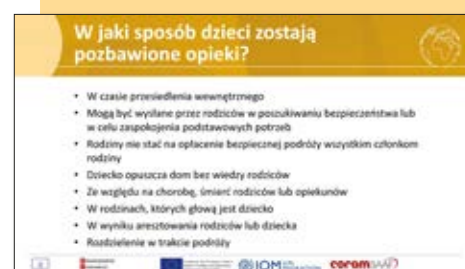 W jaki sposób dzieci zostają
pozbawione opieki?
• W czasie przesiedlenia wewnętrznego
• Mogą być wysłane przez rodziców w poszukiwaniu bezpieczeństwa lub
w celu zaspokojenia podstawowych potrzeb
• Rodziny nie stać na opłacenie bezpiecznej podróży wszystkim członkom
rodziny
• Dziecko opuszcza dom bez wiedzy rodziców
• Ze względu na chorobę, śmierć rodziców lub opiekunów
• W rodzinach, których głową jest dziecko
• W wyniku aresztowania rodziców lub dziecka
• Rozdzielenie w trakcie podróży
IOM
coram